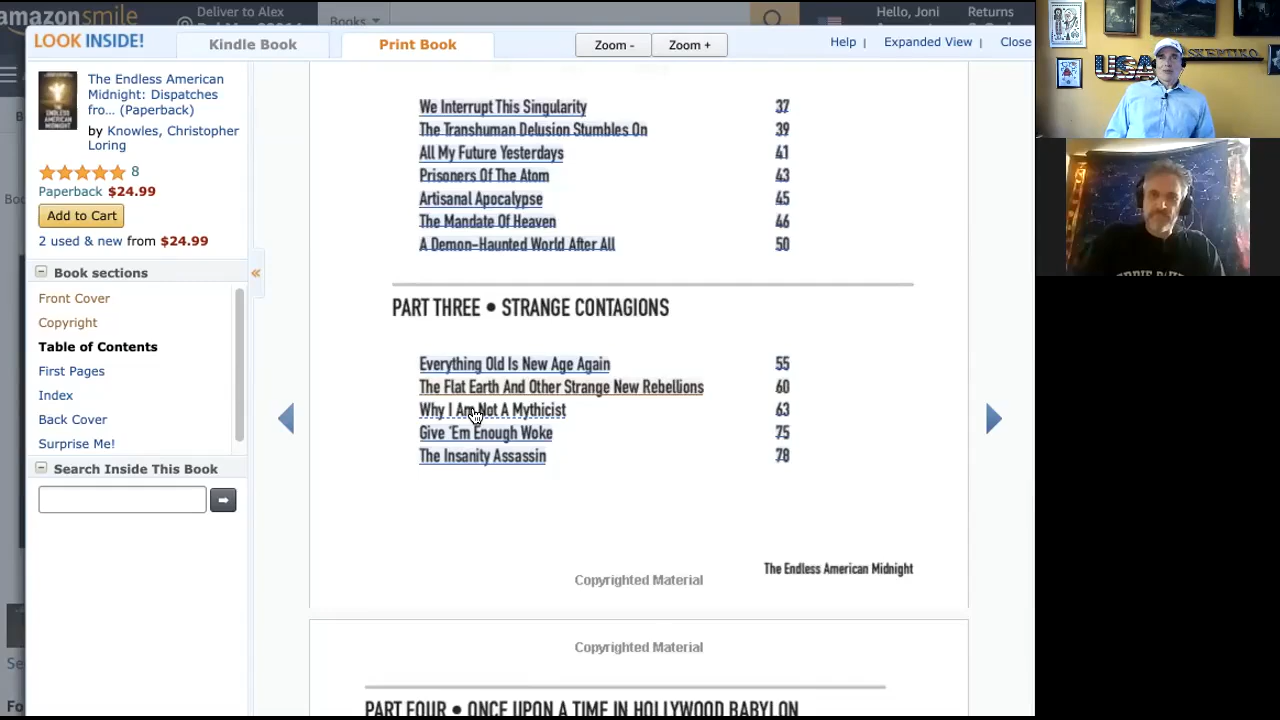 amazonsmile
Deliver to Alex
Books
Hello, Joni
Returns
LOOK INSIDE!
Kindle Book
Print Book
Zoom -
Zoom +
Help | Expanded View | Close
The Endless American
Midnight: Dispatches
fro... (Paperback)
by Knowles, Christopher
Loring
8
Paperback $24.99
Add to Cart
2 used & new from $24.99
Book sections
Front Cover
Copyright
Table of Contents
First Pages
Index
Back Cover
Surprise Me!
Search Inside This Book
We Interrupt This Singularity 37
The Transhuman Delusion Stumbles On 39
All My Future Yesterdays 41
Prisoners Of The Atom 43
Artisanal Apocalypse 45
The Mandate Of Heaven 46
A Demon-Haunted World After All 50
PART THREE • STRANGE CONTAGIONS
Everything Old Is New Age Again 55
The Flat Earth And Other Strange New Rebellions 60
Why I Am Not A Mythicist 63
Give 'Em Enough Woke 75
The Insanity Assassin 78
The Endless American Midnight
Copyrighted Material
Copyrighted Material
PART FOUR • ONCE UPON A TIME IN HOLLYWOOD BABYLON
USA
SKEPTIKO